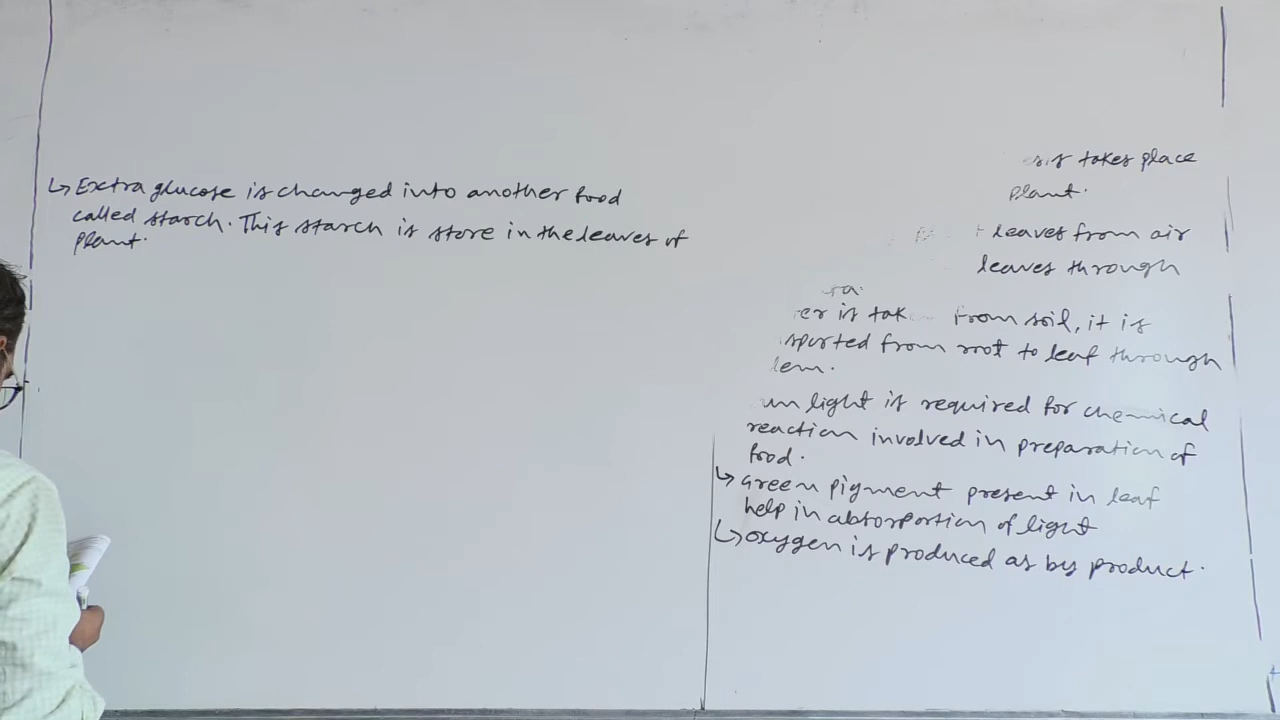 ↳ Extra glucose is changed into another food
called starch. This starch is store in the leaves of
plant.
takes place
plant.
leaves from air
leaves through
is from soil, it is
from root to leaf through
light is required for chemical
reaction involved in preparation of
food.
↳ Green pigment present in leaf
help in absorportion of light
↳ oxygen is produced as by product.